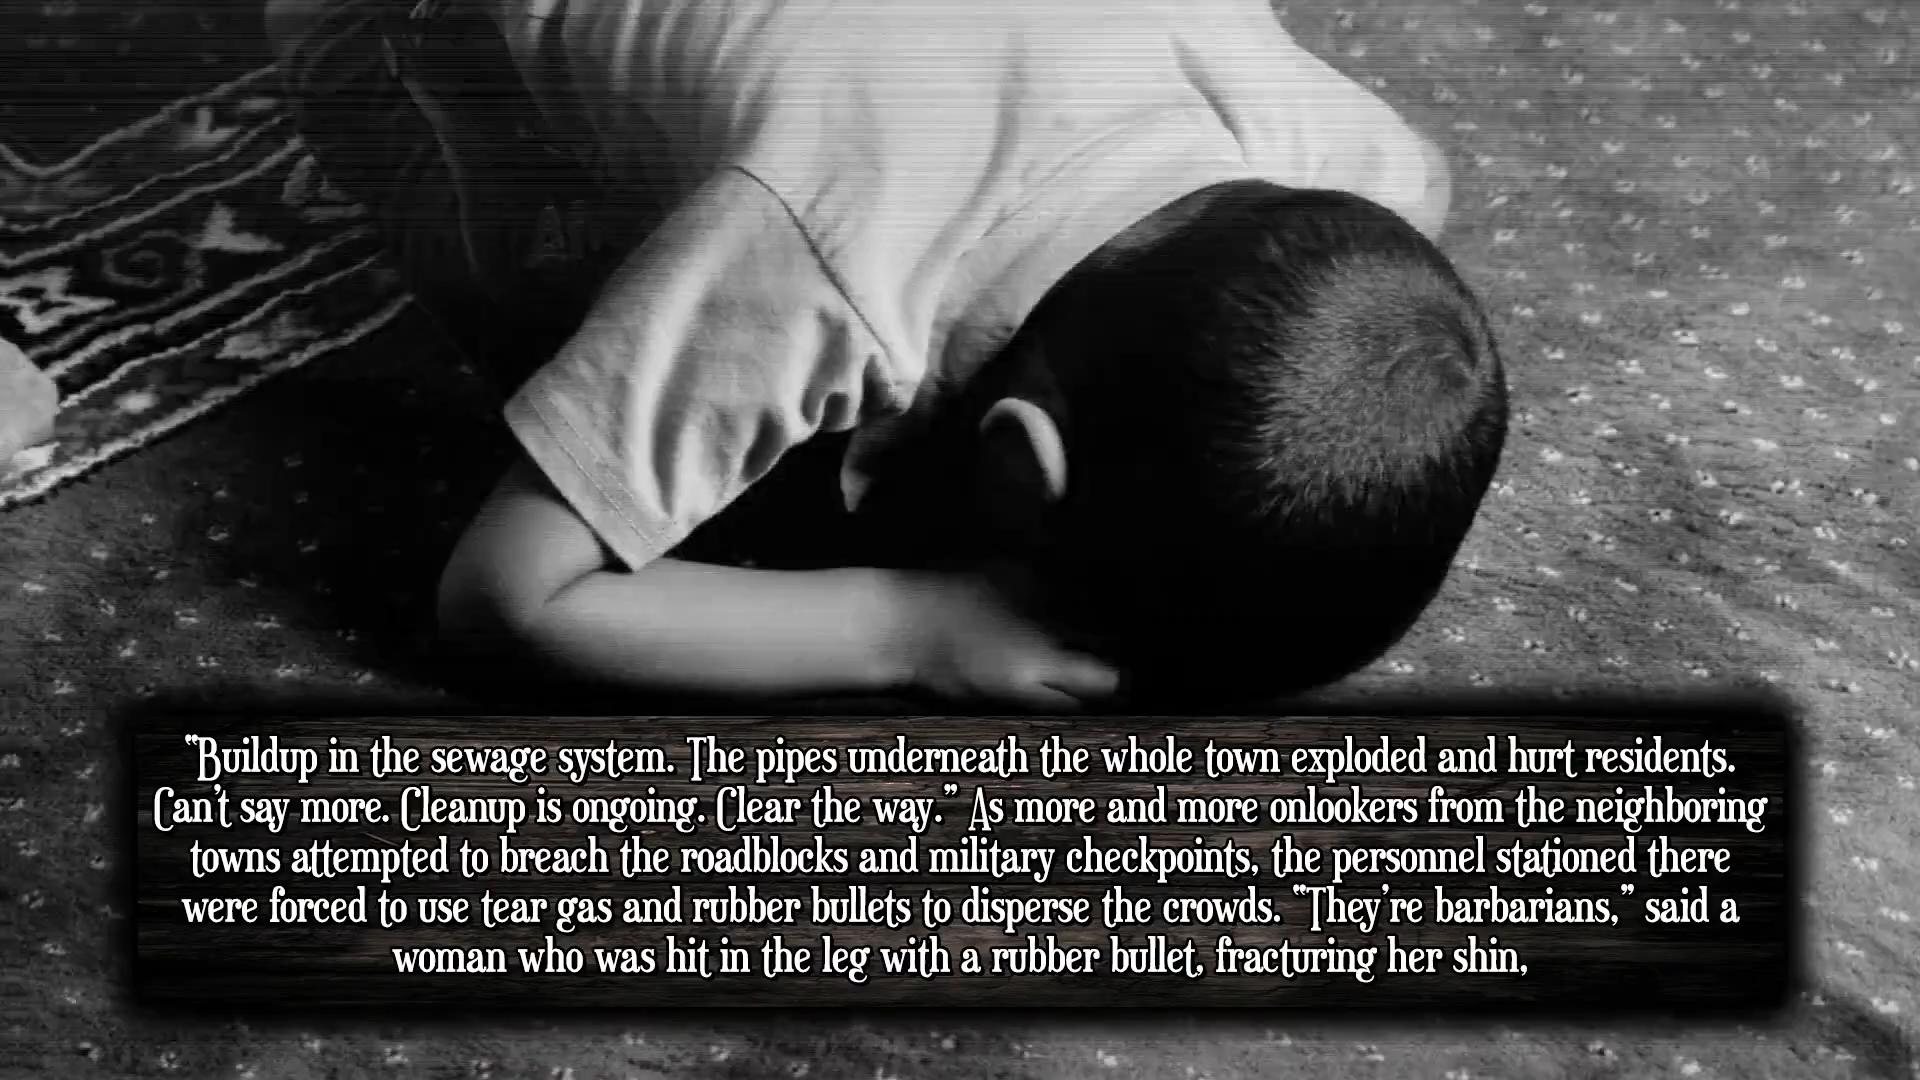 “Buildup in the sewage system. The pipes underneath the whole town exploded and hurt residents.
Can't say more. Cleanup is ongoing. Clear the way.” As more and more onlookers from the neighboring
towns attempted to breach the roadblocks and military checkpoints, the personnel stationed there
were forced to use tear gas and rubber bullets to disperse the crowds. “They're barbarians,” said a
woman who was hit in the leg with a rubber bullet, fracturing her shin,